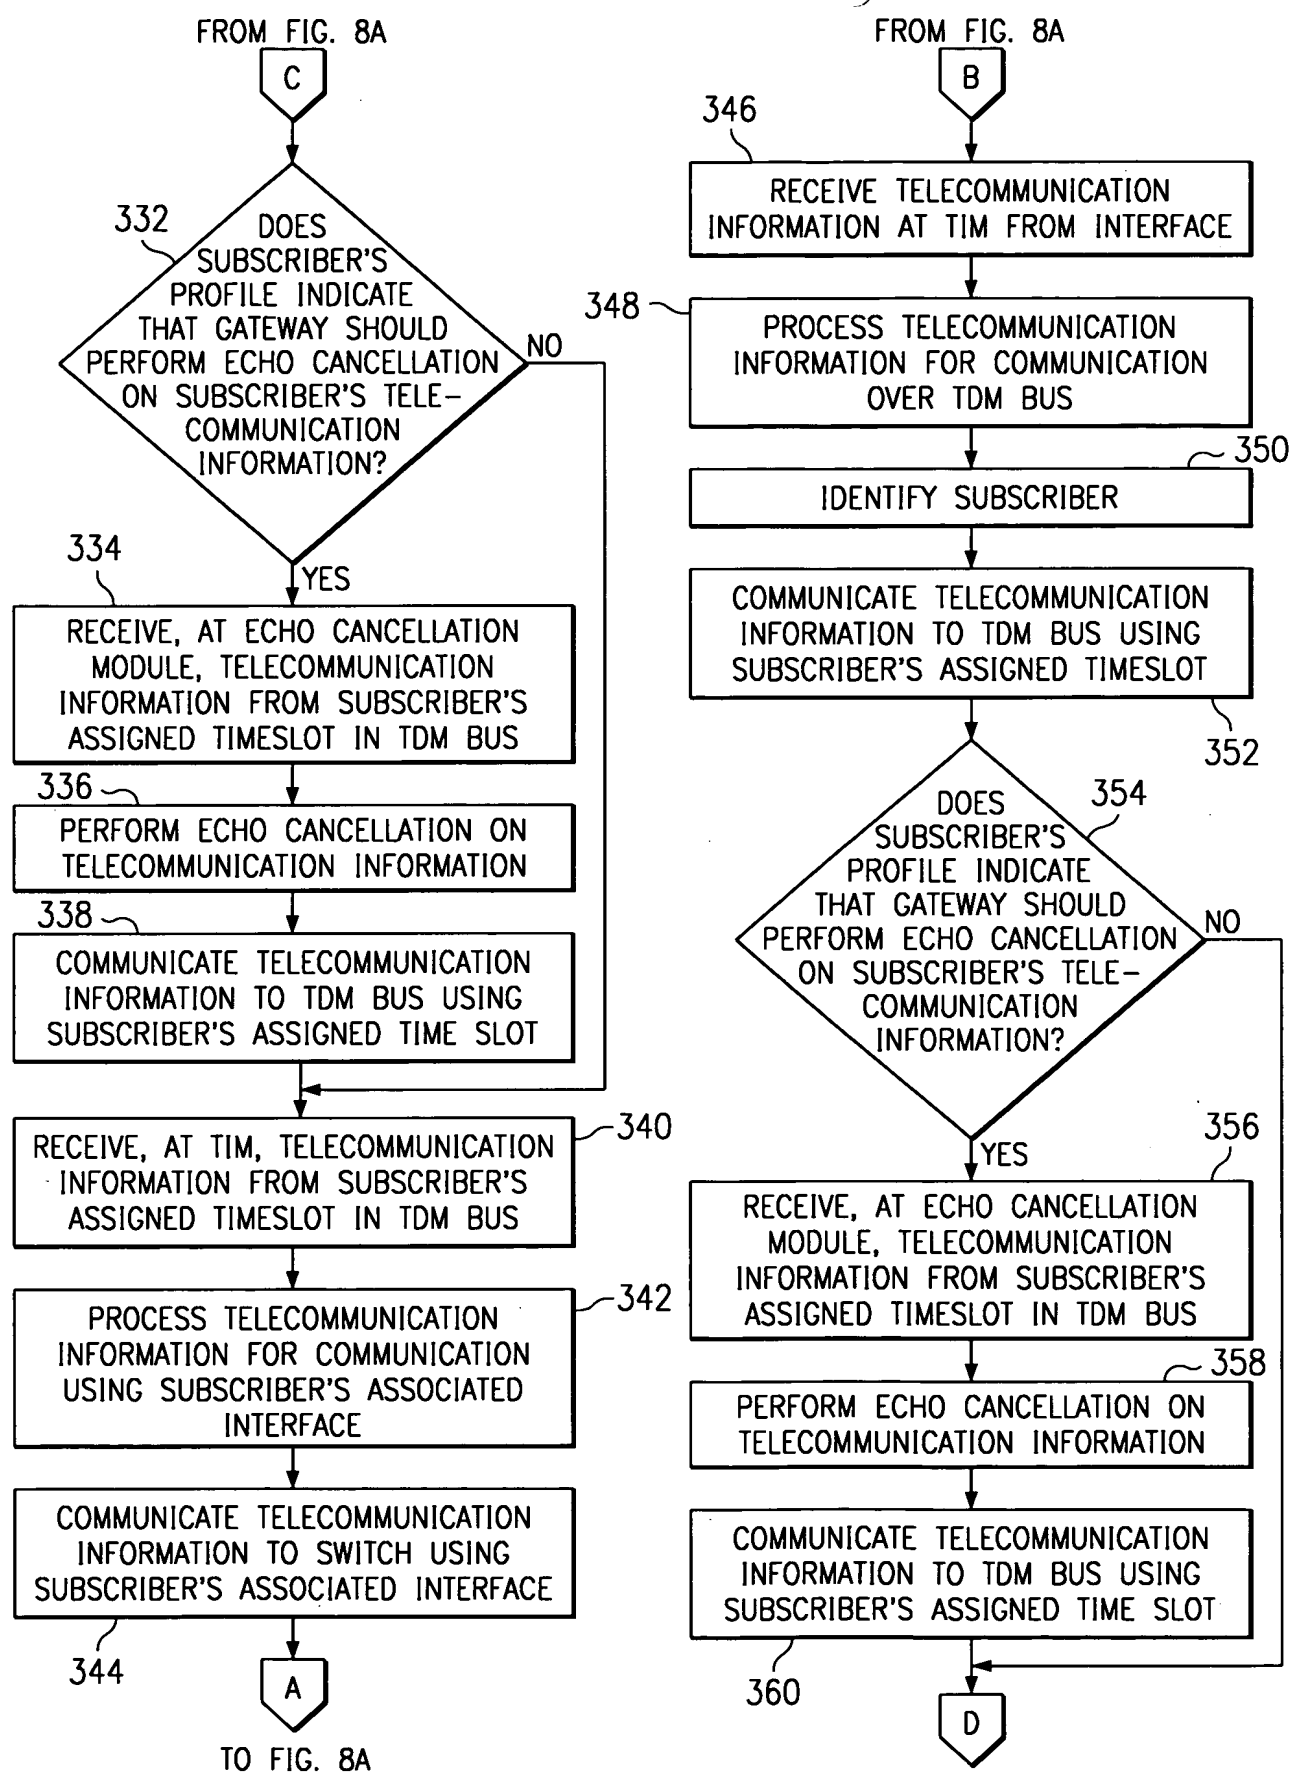 FROM FIG. 8A
C
332
DOES
SUBSCRIBER'S
PROFILE INDICATE
THAT GATEWAY SHOULD
PERFORM ECHO CANCELLATION
ON SUBSCRIBER'S TELE-
COMMUNICATION
INFORMATION?
NO
YES
334
RECEIVE, AT ECHO CANCELLATION
MODULE, TELECOMMUNICATION
INFORMATION FROM SUBSCRIBER'S
ASSIGNED TIMESLOT IN TDM BUS
336
PERFORM ECHO CANCELLATION ON
TELECOMMUNICATION INFORMATION
338
COMMUNICATE TELECOMMUNICATION
INFORMATION TO TDM BUS USING
SUBSCRIBER'S ASSIGNED TIME SLOT
340
RECEIVE, AT TIM, TELECOMMUNICATION
INFORMATION FROM SUBSCRIBER'S
ASSIGNED TIMESLOT IN TDM BUS
342
PROCESS TELECOMMUNICATION
INFORMATION FOR COMMUNICATION
USING SUBSCRIBER'S ASSOCIATED
INTERFACE
COMMUNICATE TELECOMMUNICATION
INFORMATION TO SWITCH USING
SUBSCRIBER'S ASSOCIATED INTERFACE
344
A
TO FIG. 8A
FROM FIG. 8A
B
346
RECEIVE TELECOMMUNICATION
INFORMATION AT TIM FROM INTERFACE
348
PROCESS TELECOMMUNICATION
INFORMATION FOR COMMUNICATION
OVER TDM BUS
350
IDENTIFY SUBSCRIBER
COMMUNICATE TELECOMMUNICATION
INFORMATION TO TDM BUS USING
SUBSCRIBER'S ASSIGNED TIMESLOT
352
354
DOES
SUBSCRIBER'S
PROFILE INDICATE
THAT GATEWAY SHOULD
PERFORM ECHO CANCELLATION
ON SUBSCRIBER'S TELE-
COMMUNICATION
INFORMATION?
NO
YES
356
RECEIVE, AT ECHO CANCELLATION
MODULE, TELECOMMUNICATION
INFORMATION FROM SUBSCRIBER'S
ASSIGNED TIMESLOT IN TDM BUS
358
PERFORM ECHO CANCELLATION ON
TELECOMMUNICATION INFORMATION
COMMUNICATE TELECOMMUNICATION
INFORMATION TO TDM BUS USING
SUBSCRIBER'S ASSIGNED TIME SLOT
360
D